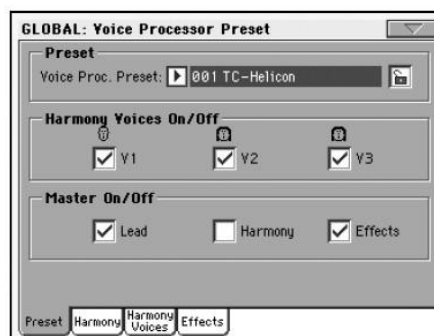 GLOBAL: Voice Processor Preset
Preset
Voice Proc. Preset: 001 TC-Helicon
Harmony Voices On/Off
V1 V2 V3
Master On/Off
Lead Harmony Effects
Preset Harmony Harmony Voices Effects